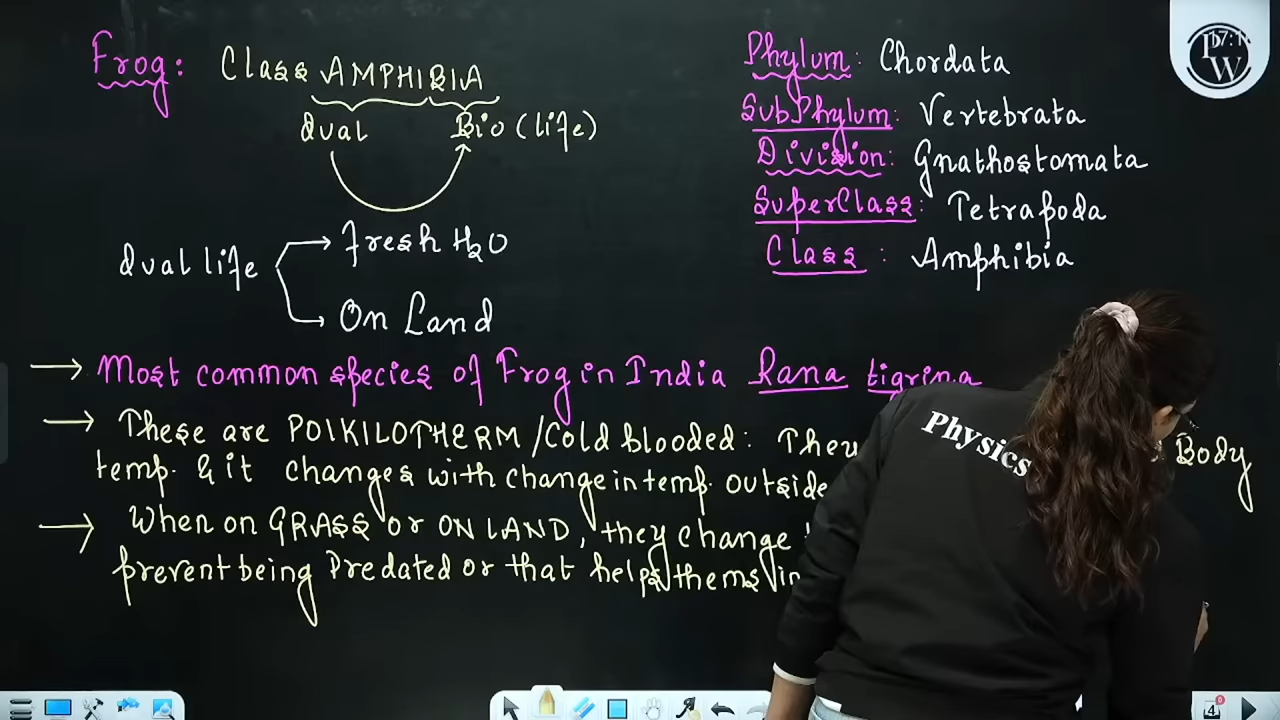 Frog: Class AMPHIBIA
dual Bio (life)
dual life
fresh H2O
On Land
Phylum: Chordata
SubPhylum: Vertebrata
Division: Gnathostomata
SuperClass: Tetrapoda
Class: Amphibia
→ Most common species of Frog in India Rana tigrina
→ These are POIKILOTHERM / Cold blooded: They Body
temp. & it changes with change in temp. outside
→ When on GRASS or ON LAND, they change
prevent being Predated or that helps thems in
Physics
PW
4